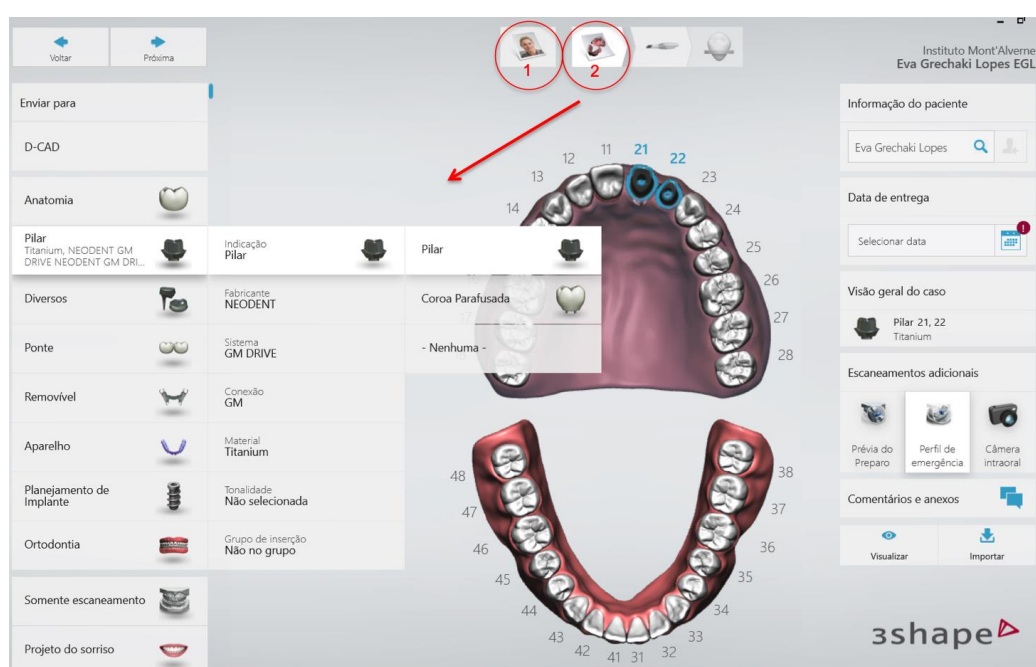 Voltar
Próxima
1
2
Instituto Mont'Alverne
Eva Grechaki Lopes EGL
Enviar para
D-CAD
Anatomia
Pilar
Titanium, NEODENT GM
DRIVE NEODENT GM DRI...
Diversos
Ponte
Removível
Aparelho
Planejamento de
Implante
Ortodontia
Somente escaneamento
Projeto do sorriso
Indicação
Pilar
Fabricante
NEODENT
Sistema
GM DRIVE
Conexão
GM
Material
Titanium
Tonalidade
Não selecionada
Grupo de inserção
Não no grupo
Pilar
Coroa Parafusada
- Nenhuma -
11
21
12
22
13
23
14
24
25
26
27
28
48
38
47
37
46
36
45
35
44
34
43
33
42
41
31
32
Informação do paciente
Eva Grechaki Lopes
Data de entrega
Selecionar data
Visão geral do caso
Pilar 21, 22
Titanium
Escaneamentos adicionais
Prévia do
Preparo
Perfil de
emergência
Câmera
intraoral
Comentários e anexos
Visualizar
Importar
3shape